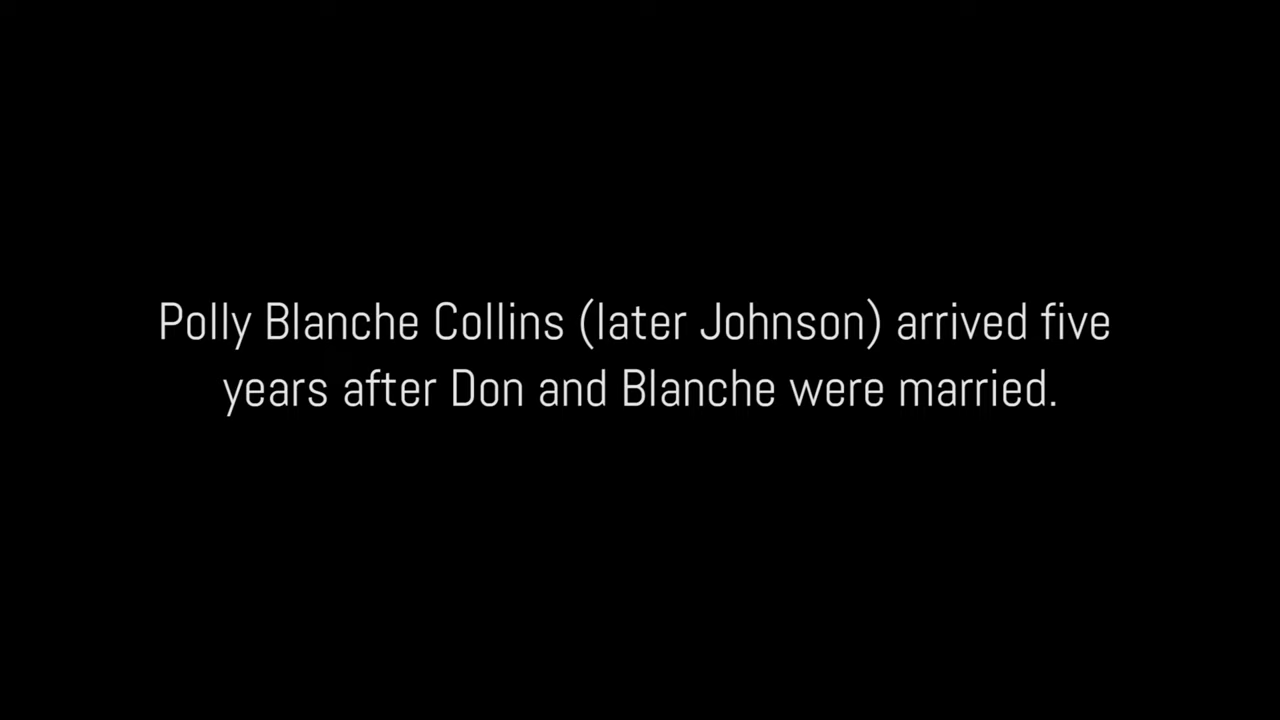 Polly Blanche Collins (later Johnson) arrived five
years after Don and Blanche were married.